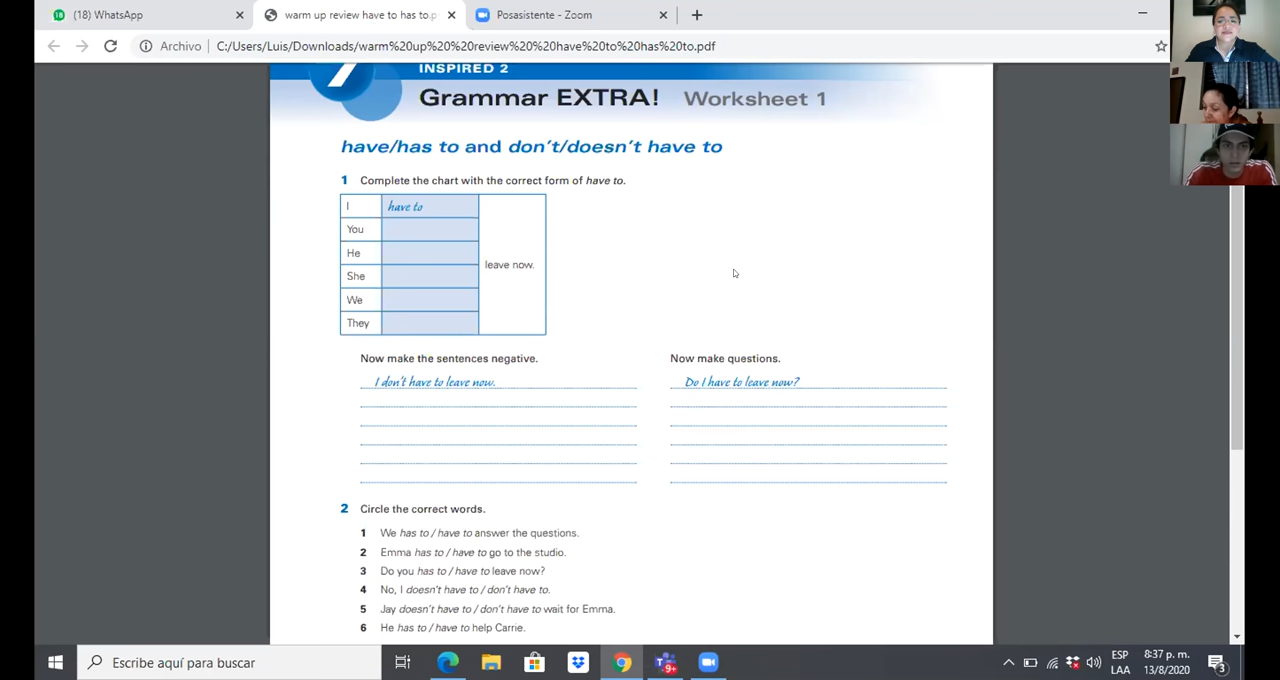 (18) WhatsApp
warm up review have to has to.p
Posasistente - Zoom
Archivo
C:/Users/Luis/Downloads/warm%20up%20%20review%20%20have%20to%20has%20to.pdf
7
INSPIRED 2
Grammar EXTRA! Worksheet 1
have/has to and don't/doesn't have to
1 Complete the chart with the correct form of have to.
I have to
You
He
leave now.
She
We
They
Now make the sentences negative.
I don't have to leave now.
Now make questions.
Do I have to leave now?
2 Circle the correct words.
1 We has to / have to answer the questions.
2 Emma has to / have to go to the studio.
3 Do you has to / have to leave now?
4 No, I doesn't have to / don't have to.
5 Jay doesn't have to / don't have to wait for Emma.
6 He has to / have to help Carrie.
Escribe aquí para buscar
9+
ESP
LAA
8:37 p. m.
13/8/2020
3